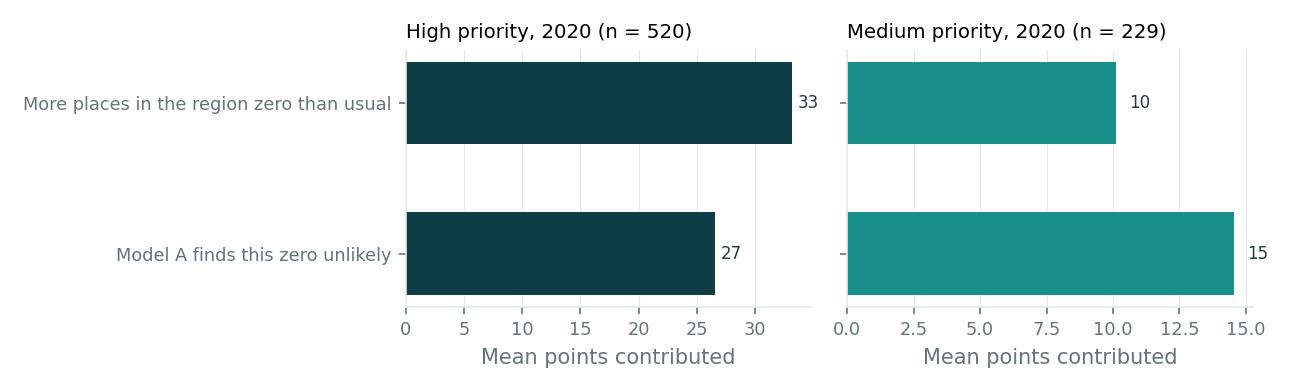 High priority, 2020 (n = 520)
Medium priority, 2020 (n = 229)
More places in the region zero than usual
33
10
Model A finds this zero unlikely
27
15
0 5 10 15 20 25 30
0.0 2.5 5.0 7.5 10.0 12.5 15.0
Mean points contributed
Mean points contributed